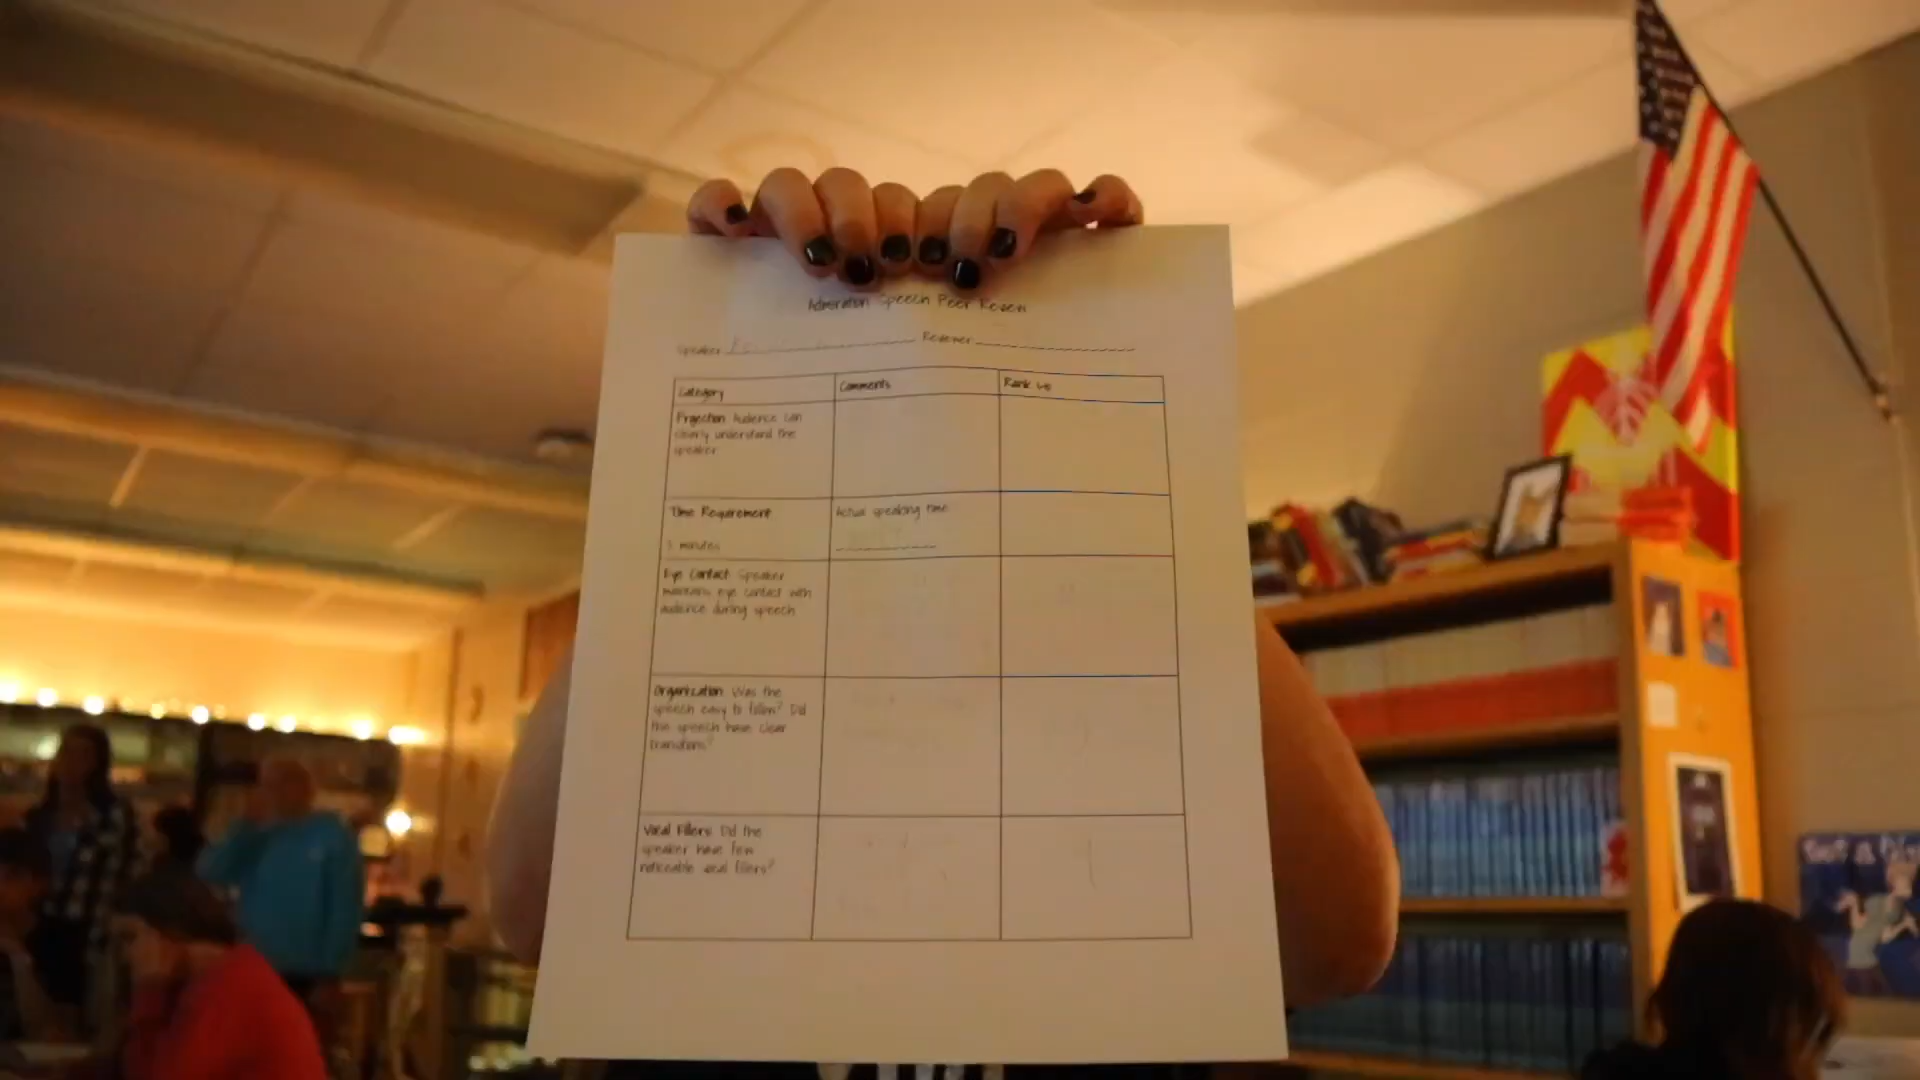 Admiration Speech Peer Review
Speaker Reviewer
Category Comments Rank 1-10
Projection: Audience can
clearly understand the
speaker
Time Requirement Actual speaking time
minutes
Eye Contact: Speaker
maintains eye contact with
audience during speech
Organization: Was the
speech easy to follow? Did
the speech have clear
transitions?
Vocal Fillers: Did the
speaker have few
noticeable vocal fillers?